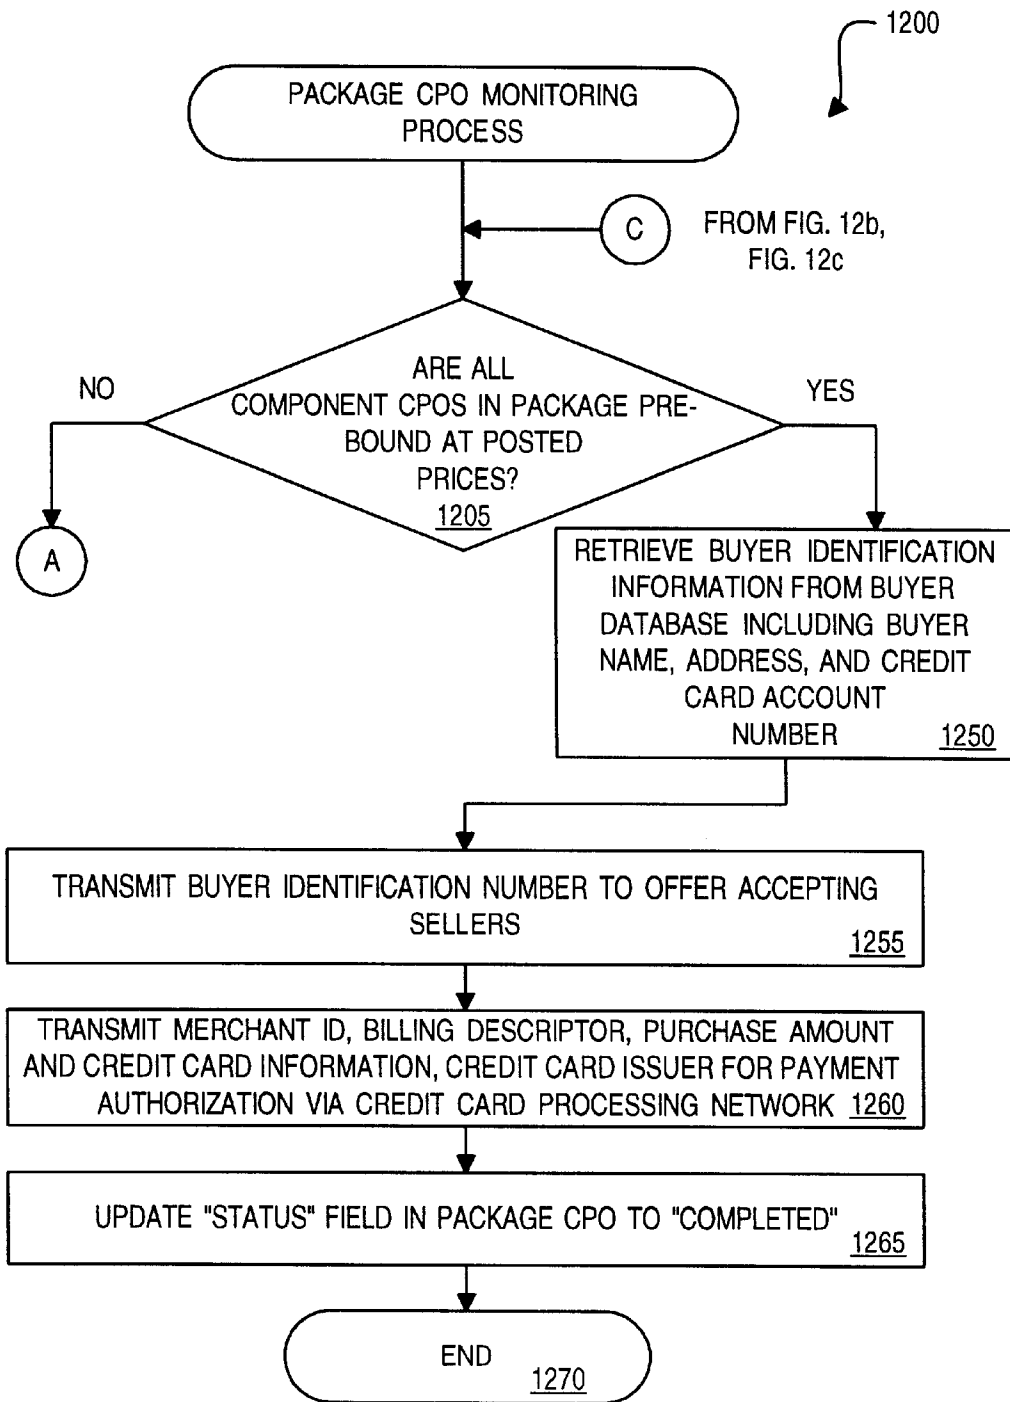 1200
PACKAGE CPO MONITORING
PROCESS
C
FROM FIG. 12b,
FIG. 12c
NO
YES
ARE ALL
COMPONENT CPOS IN PACKAGE PRE-
BOUND AT POSTED
PRICES?
1205
A
RETRIEVE BUYER IDENTIFICATION
INFORMATION FROM BUYER
DATABASE INCLUDING BUYER
NAME, ADDRESS, AND CREDIT
CARD ACCOUNT
NUMBER 1250
TRANSMIT BUYER IDENTIFICATION NUMBER TO OFFER ACCEPTING
SELLERS
1255
TRANSMIT MERCHANT ID, BILLING DESCRIPTOR, PURCHASE AMOUNT
AND CREDIT CARD INFORMATION, CREDIT CARD ISSUER FOR PAYMENT
AUTHORIZATION VIA CREDIT CARD PROCESSING NETWORK 1260
UPDATE "STATUS" FIELD IN PACKAGE CPO TO "COMPLETED"
1265
END
1270